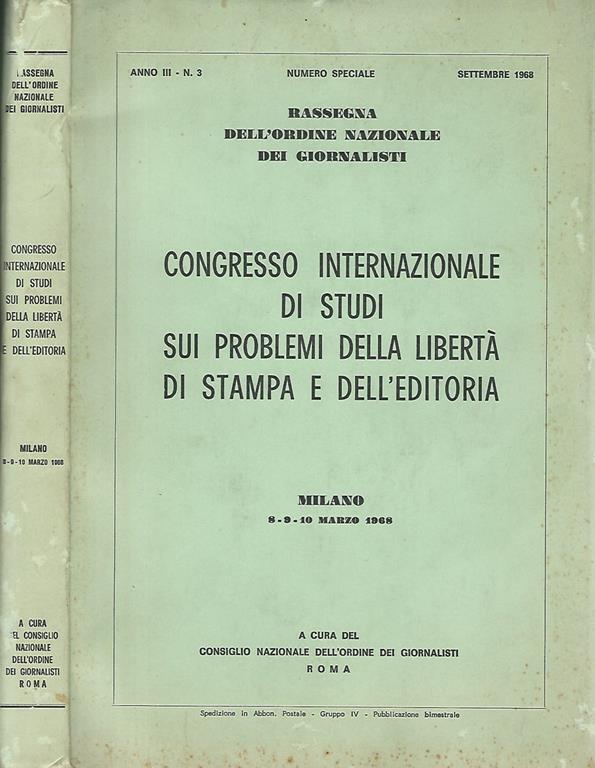 RASSEGNA
DELL'ORDINE
NAZIONALE
DEI GIORNALISTI
CONGRESSO
INTERNAZIONALE
DI STUDI
SUI PROBLEMI
DELLA LIBERTÀ
DI STAMPA
E DELL'EDITORIA
MILANO
8-9-10 MARZO 1968
A CURA
DEL CONSIGLIO
NAZIONALE
DELL'ORDINE
DEI GIORNALISTI
ROMA
ANNO III - N. 3 NUMERO SPECIALE SETTEMBRE 1968
RASSEGNA
DELL'ORDINE NAZIONALE
DEI GIORNALISTI
CONGRESSO INTERNAZIONALE
DI STUDI
SUI PROBLEMI DELLA LIBERTÀ
DI STAMPA E DELL'EDITORIA
MILANO
8-9-10 MARZO 1968
A CURA DEL
CONSIGLIO NAZIONALE DELL'ORDINE DEI GIORNALISTI
ROMA
Spedizione in Abbon. Postale - Gruppo IV - Pubblicazione bimestrale